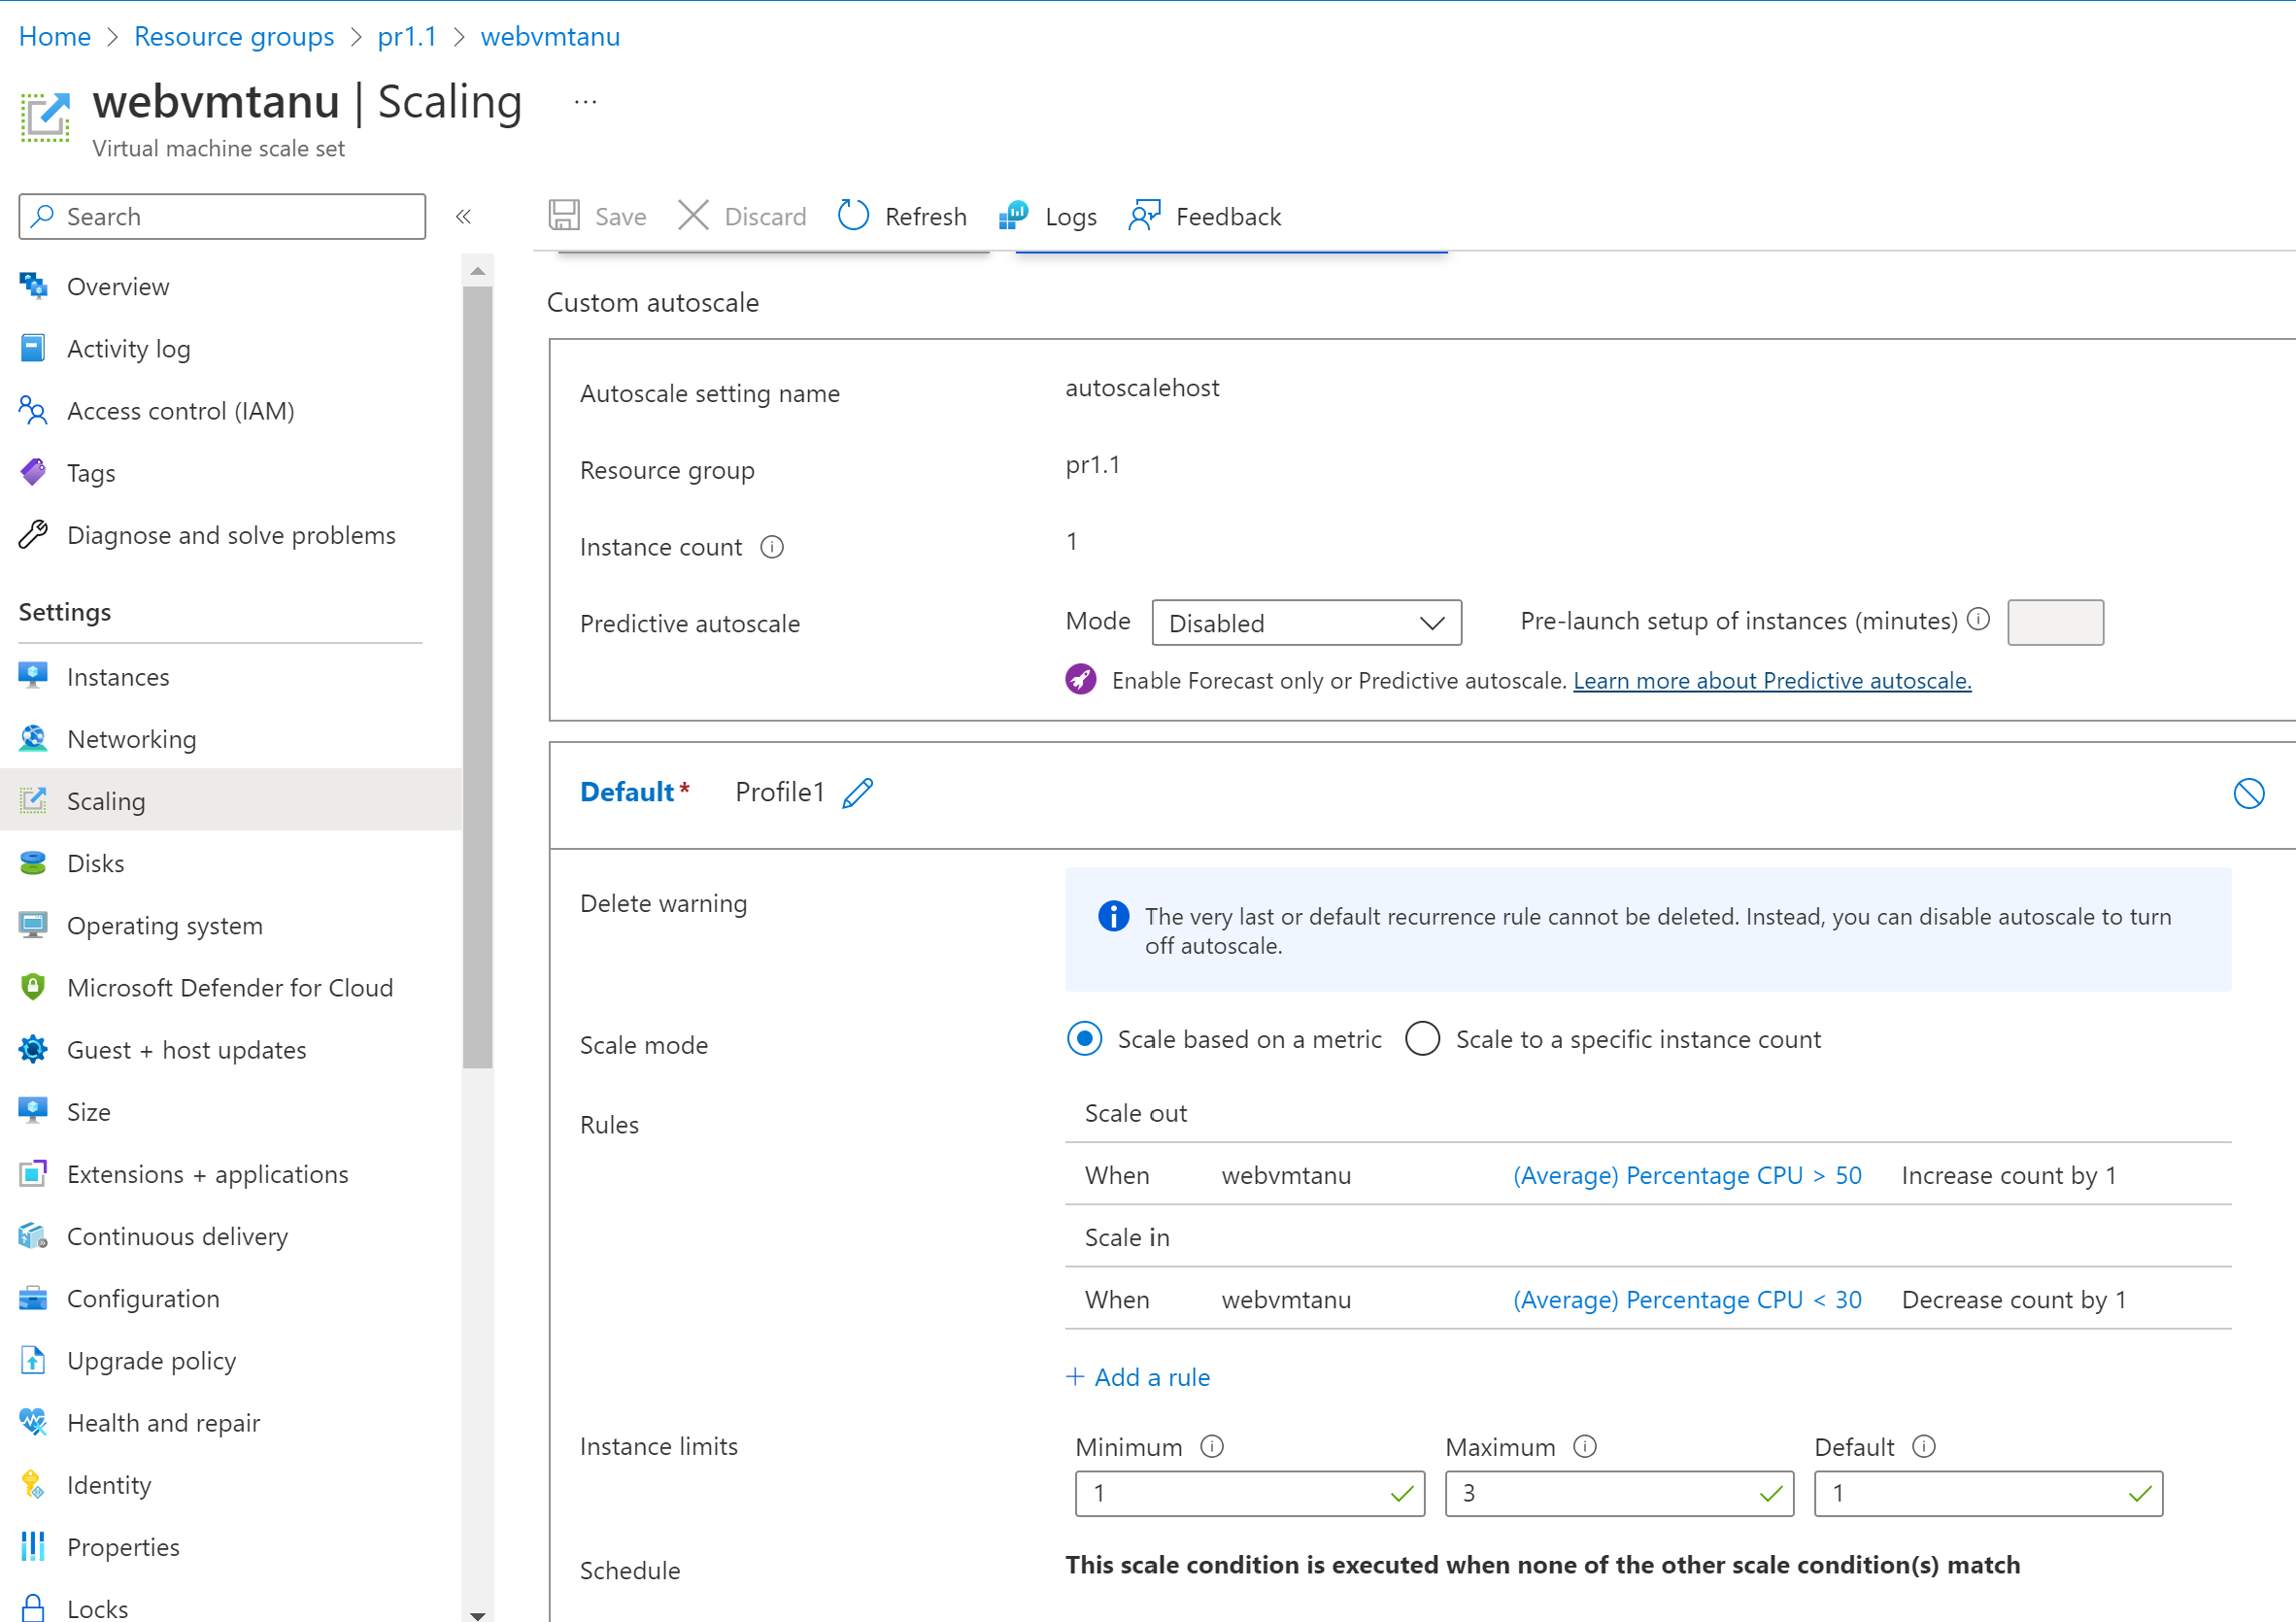 Home > Resource groups > pr1.1 > webvmtanu
webvmtanu | Scaling ...
Virtual machine scale set
Search «
Save Discard Refresh Logs Feedback
Overview
Activity log
Access control (IAM)
Tags
Diagnose and solve problems
Settings
Instances
Networking
Scaling
Disks
Operating system
Microsoft Defender for Cloud
Guest + host updates
Size
Extensions + applications
Continuous delivery
Configuration
Upgrade policy
Health and repair
Identity
Properties
Locks
Custom autoscale
Autoscale setting name autoscalehost
Resource group pr1.1
Instance count 1
Predictive autoscale Mode Disabled Pre-launch setup of instances (minutes)
Enable Forecast only or Predictive autoscale. Learn more about Predictive autoscale.
Default* Profile1
Delete warning
The very last or default recurrence rule cannot be deleted. Instead, you can disable autoscale to turn
off autoscale.
Scale mode Scale based on a metric Scale to a specific instance count
Rules
Scale out
When webvmtanu (Average) Percentage CPU > 50 Increase count by 1
Scale in
When webvmtanu (Average) Percentage CPU < 30 Decrease count by 1
+ Add a rule
Instance limits Minimum Maximum Default
1 3 1
Schedule This scale condition is executed when none of the other scale condition(s) match